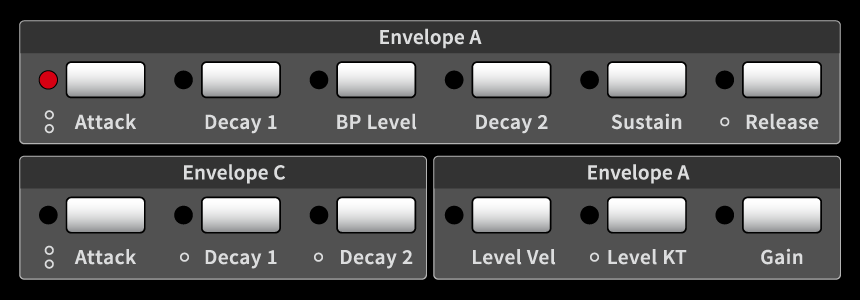 Envelope A
Attack Decay 1 BP Level Decay 2 Sustain Release
Envelope C
Attack Decay 1 Decay 2
Envelope A
Level Vel Level KT Gain